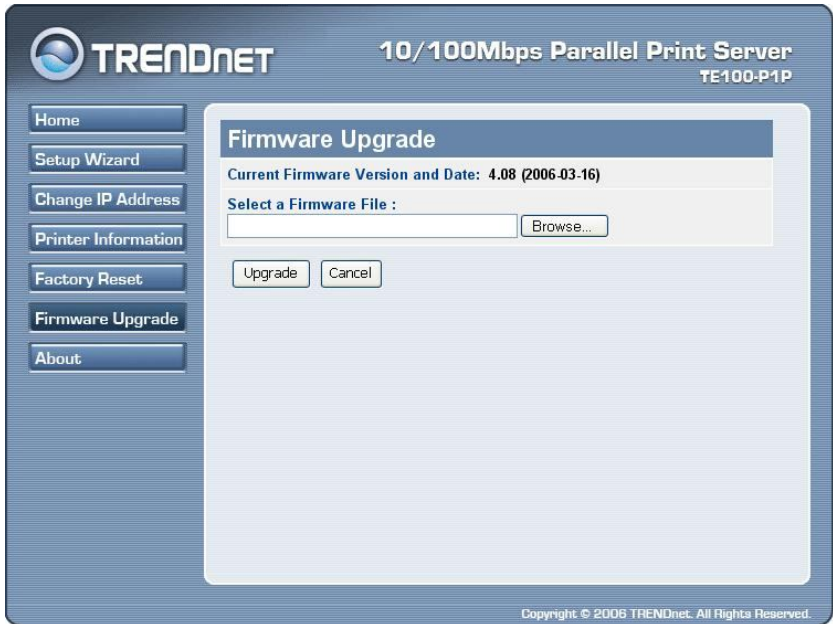 TRENDnet
10/100Mbps Parallel Print Server
TE100-P1P
Home
Setup Wizard
Change IP Address
Printer Information
Factory Reset
Firmware Upgrade
About
Firmware Upgrade
Current Firmware Version and Date: 4.08 (2006-03-16)
Select a Firmware File :
Browse...
Upgrade Cancel
Copyright © 2006 TRENDnet. All Rights Reserved.